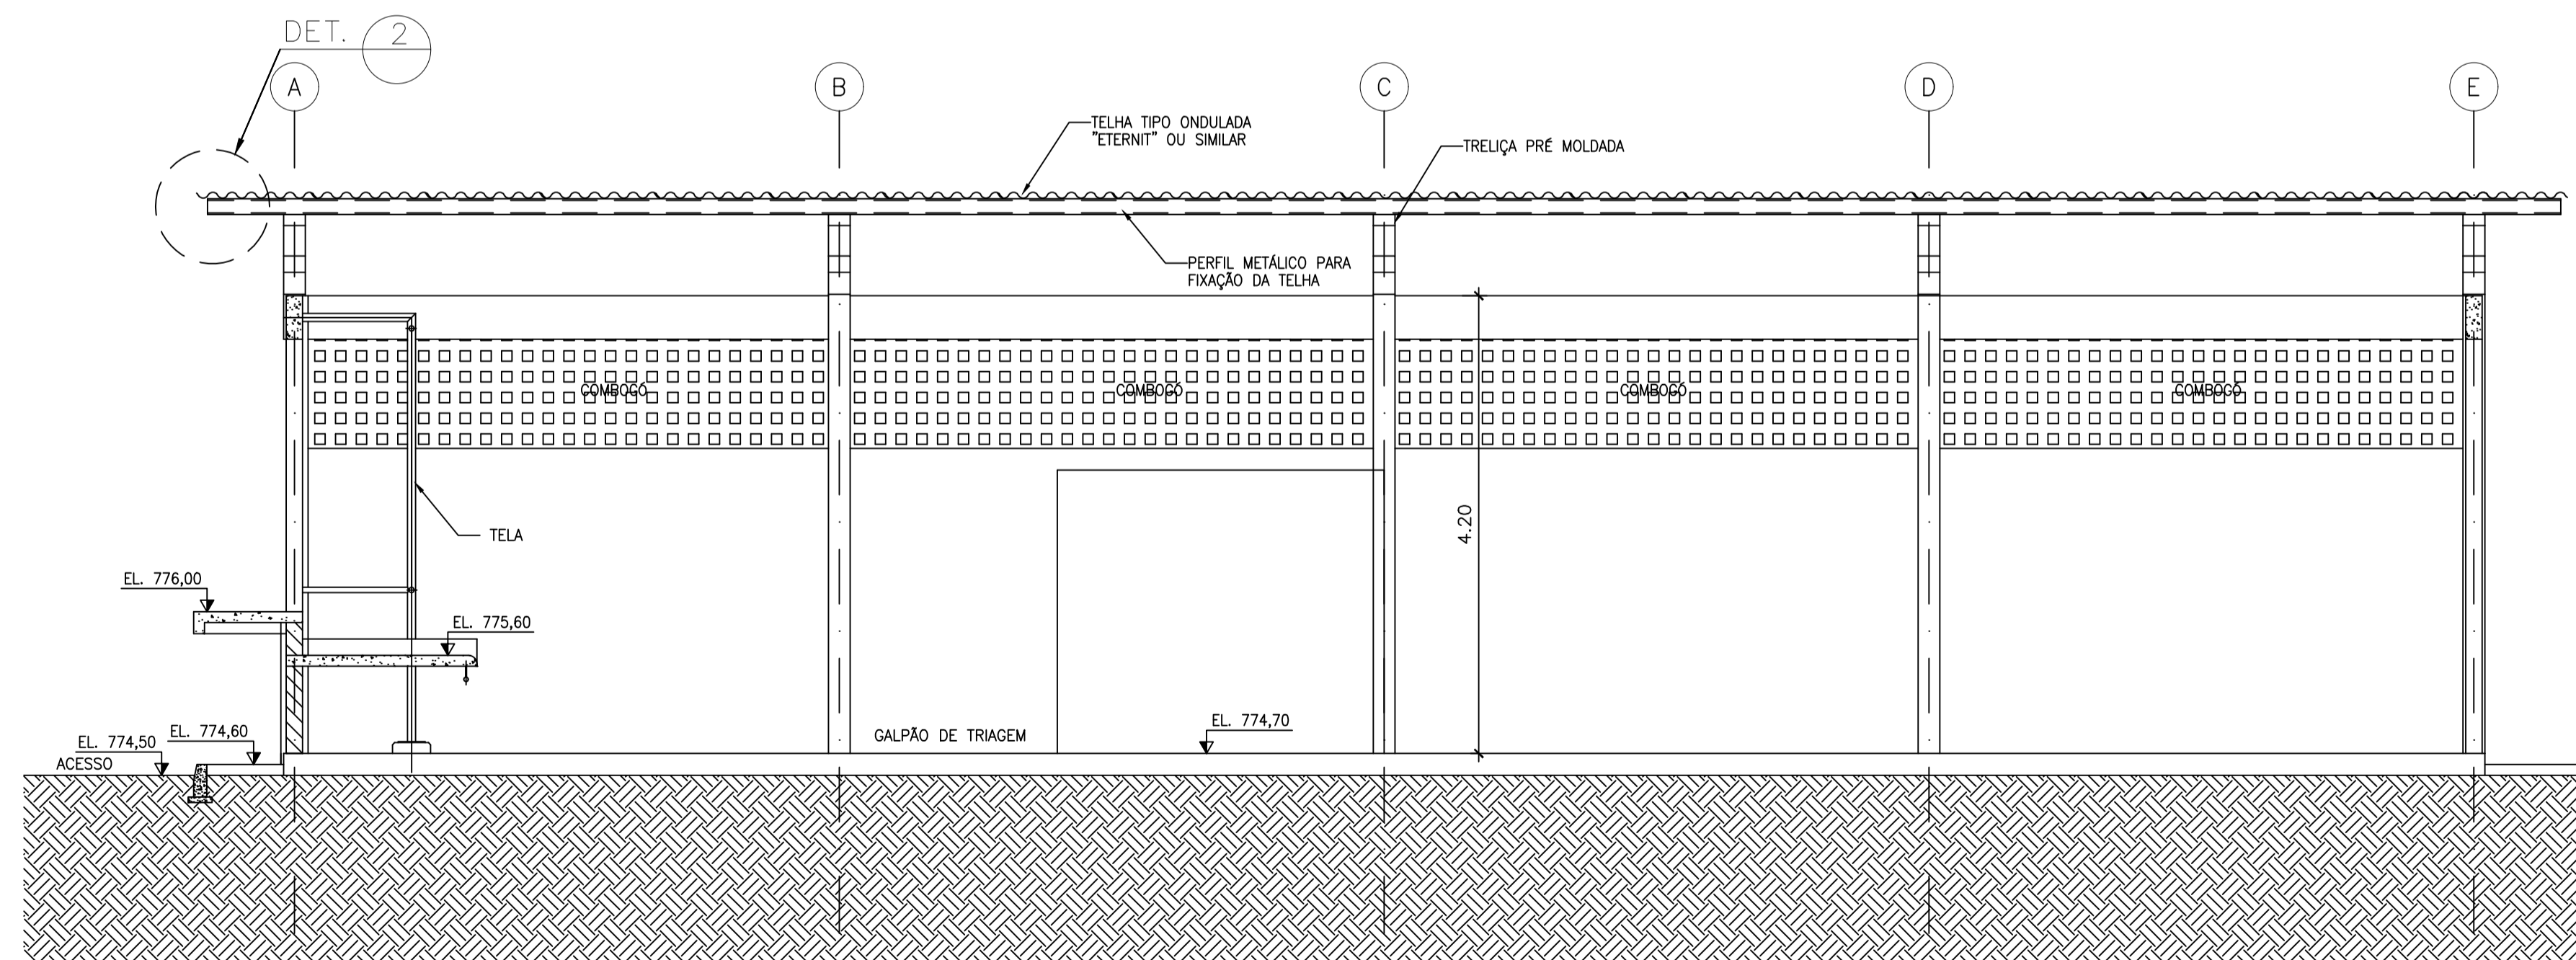 DET. 2
A
B
C
D
E
TELHA TIPO ONDULADA
"ETERNIT" OU SIMILAR
TRELIÇA PRÉ MOLDADA
PERFIL METÁLICO PARA
FIXAÇÃO DA TELHA
COMBOGÓ
COMBOGÓ
COMBOGÓ
COMBOGÓ
4.20
TELA
EL. 776,00
EL. 775,60
EL. 774,70
GALPÃO DE TRIAGEM
EL. 774,60
EL. 774,50
ACESSO